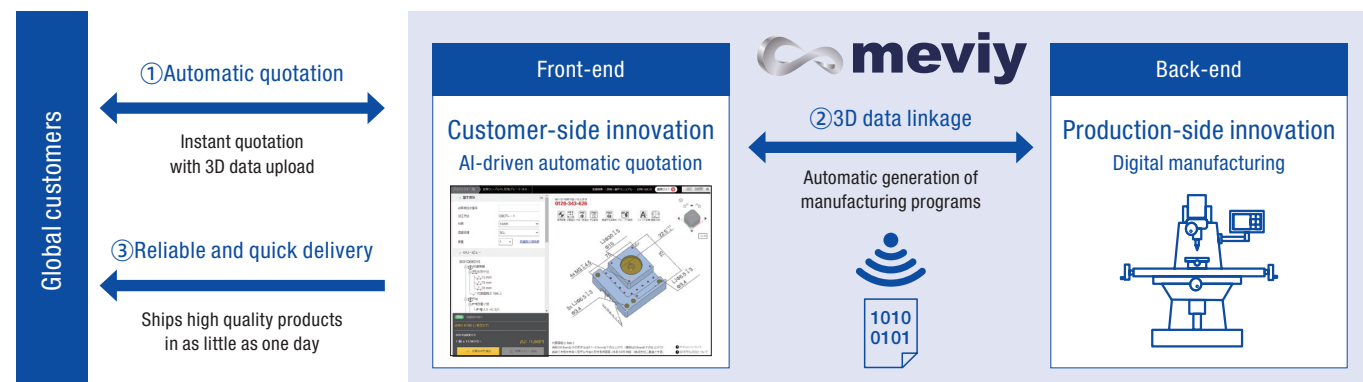 Global customers
①Automatic quotation
Instant quotation
with 3D data upload
③Reliable and quick delivery
Ships high quality products
in as little as one day
meviy
Front-end
Customer-side innovation
AI-driven automatic quotation
0120-343-626
②3D data linkage
Automatic generation of
manufacturing programs
1010
0101
Back-end
Production-side innovation
Digital manufacturing